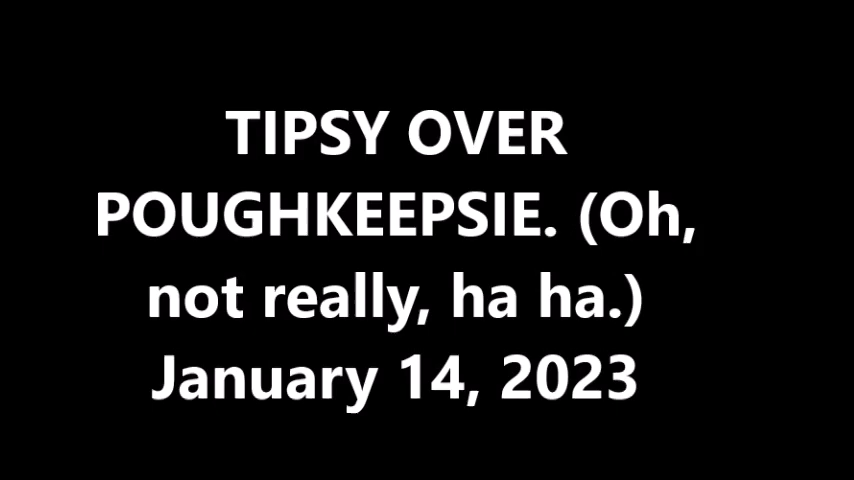 TIPSY OVER
POUGHKEEPSIE. (Oh,
not really, ha ha.)
January 14, 2023